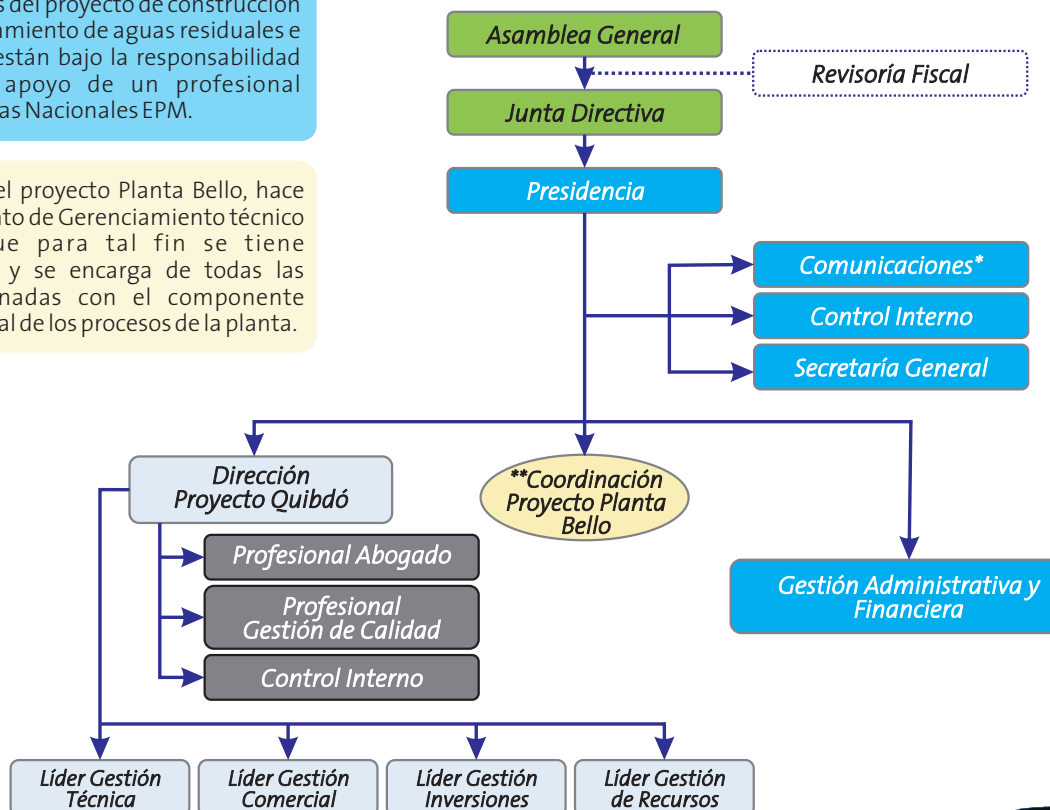 s del proyecto de construcción
amiento de aguas residuales e
están bajo la responsabilidad
apoyo de un profesional
as Nacionales EPM.
el proyecto Planta Bello, hace
nto de Gerenciamiento técnico
ue para tal fin se tiene
y se encarga de todas las
nadas con el componente
al de los procesos de la planta.
Asamblea General
Revisoría Fiscal
Junta Directiva
Presidencia
Comunicaciones*
Control Interno
Secretaría General
Dirección
Proyecto Quibdó
**Coordinación
Proyecto Planta
Bello
Profesional Abogado
Profesional
Gestión de Calidad
Control Interno
Gestión Administrativa y
Financiera
Líder Gestión
Técnica
Líder Gestión
Comercial
Líder Gestión
Inversiones
Líder Gestión
de Recursos